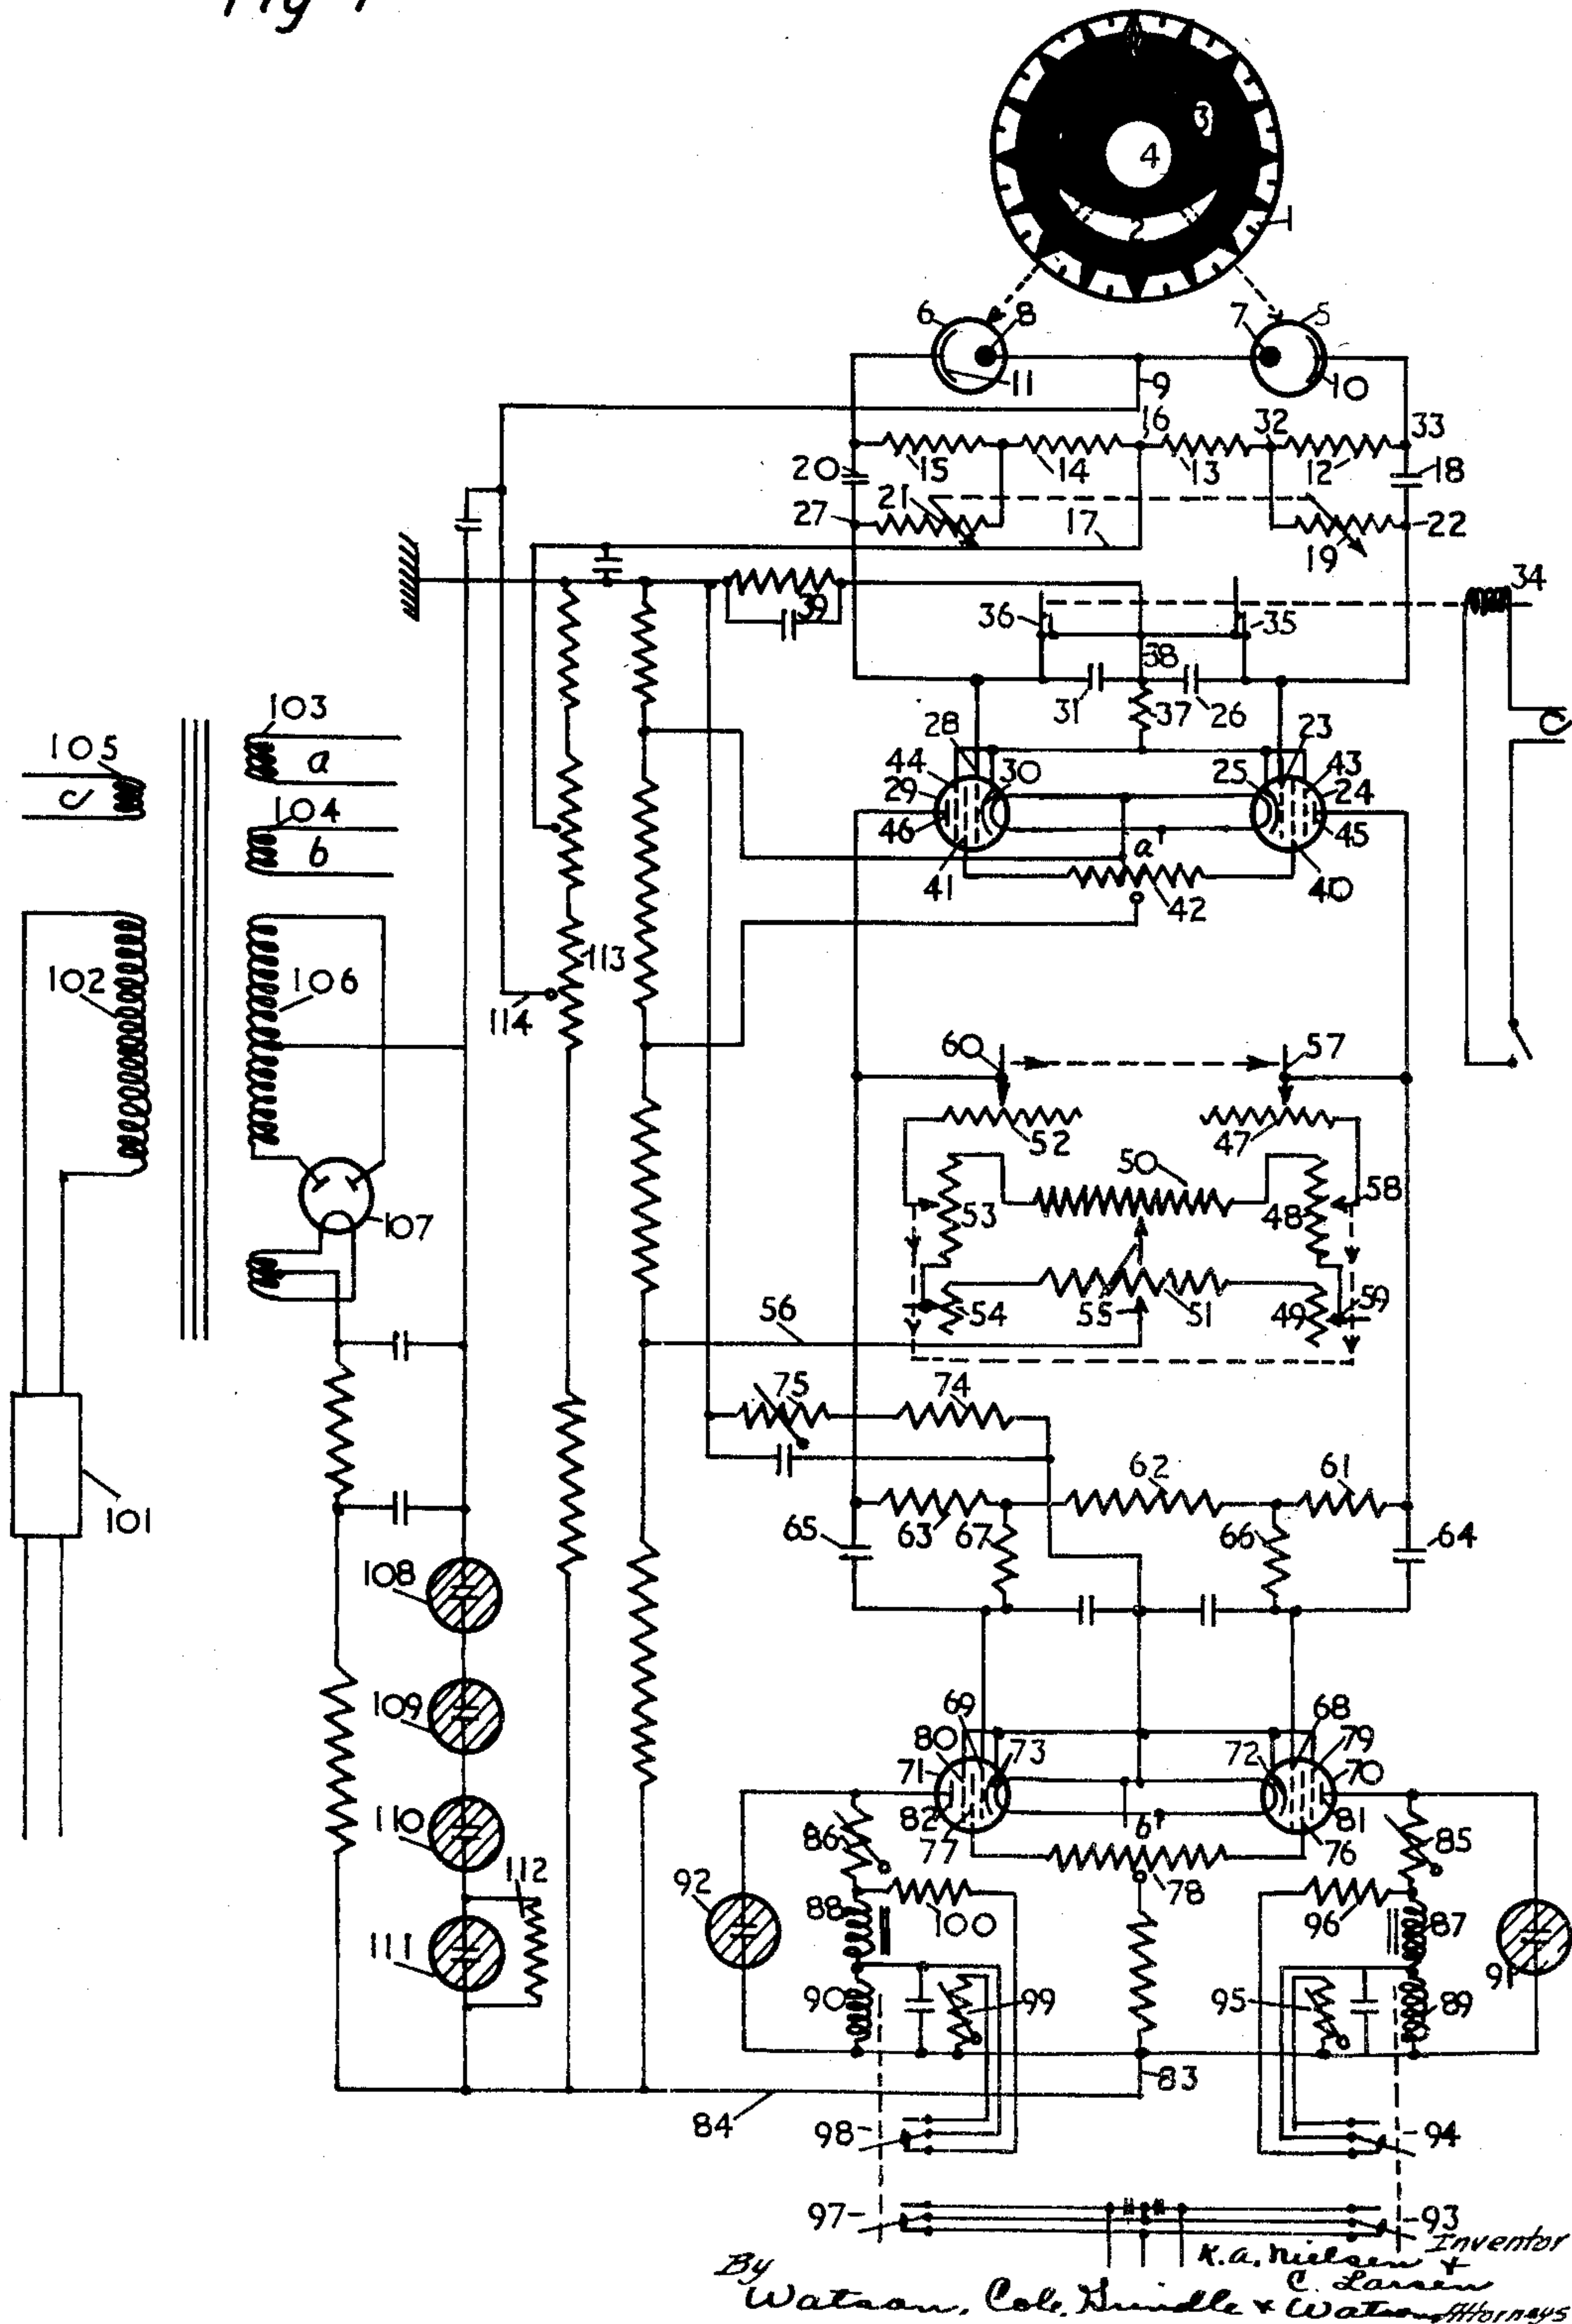 Fig 1
3
4
2
1
6 8 7 5
11 9 10
16 32 33
20 15 14 13 12 18
27 21 17 19 22
34
39 36 35
38
31 37 26
103 28 23
105 a 44 30 25 43
c 29 24 c
104 46 45
b a
41 42 40
102 106 113
114
60 57
52 47
50
53 48 58
107
54 55 51 49 59
56
75 74
62 61
101 65 63 67 66 64
108
69 68
109 80 73 72 79
71 70
82 b 81
110 77 76
112 86 78 85
92
88 100 96 87
111 91
90 99 95 89
83
84
98 94
97 93
Inventor
By K. A. Nielsen &
C. Larsen
Watson, Cole, Grindle & Watson Attorneys